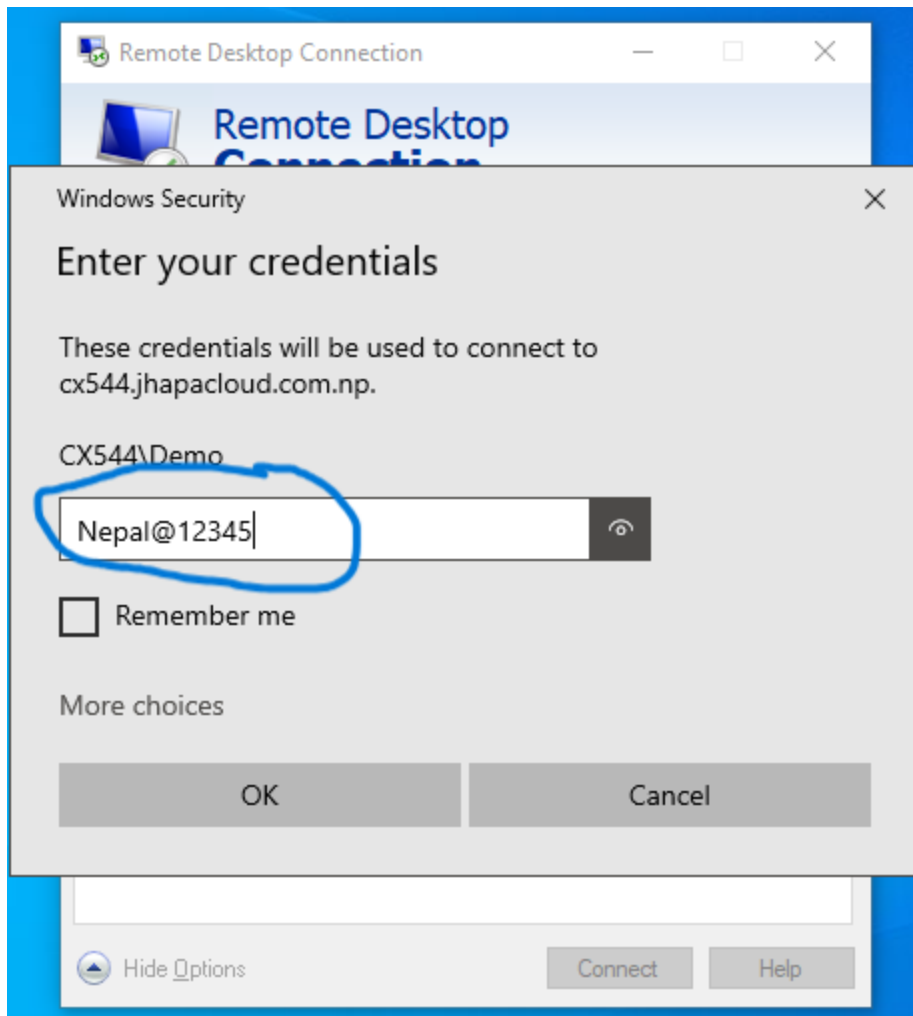 Remote Desktop Connection
Remote Desktop
Connection
Windows Security
Enter your credentials
These credentials will be used to connect to
cx544.jhapacloud.com.np.
CX544\Demo
Nepal@12345
Remember me
More choices
OK
Cancel
Hide Options
Connect
Help